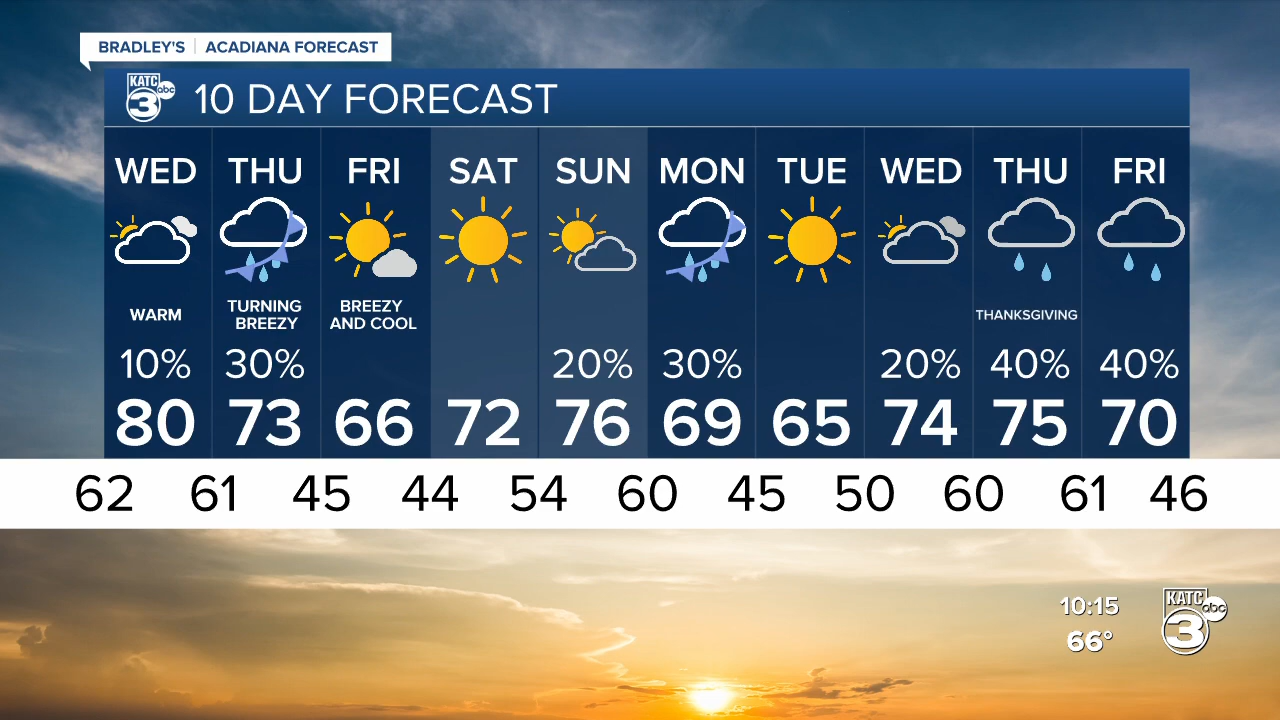 BRADLEY'S | ACADIANA FORECAST
KATC abc 3
10 DAY FORECAST
WED THU FRI SAT SUN MON TUE WED THU FRI
WARM
TURNING BREEZY
BREEZY AND COOL
THANKSGIVING
10% 30% 20% 30% 20% 40% 40%
80 73 66 72 76 69 65 74 75 70
62 61 45 44 54 60 45 50 60 61 46
10:15
66°
KATC abc 3